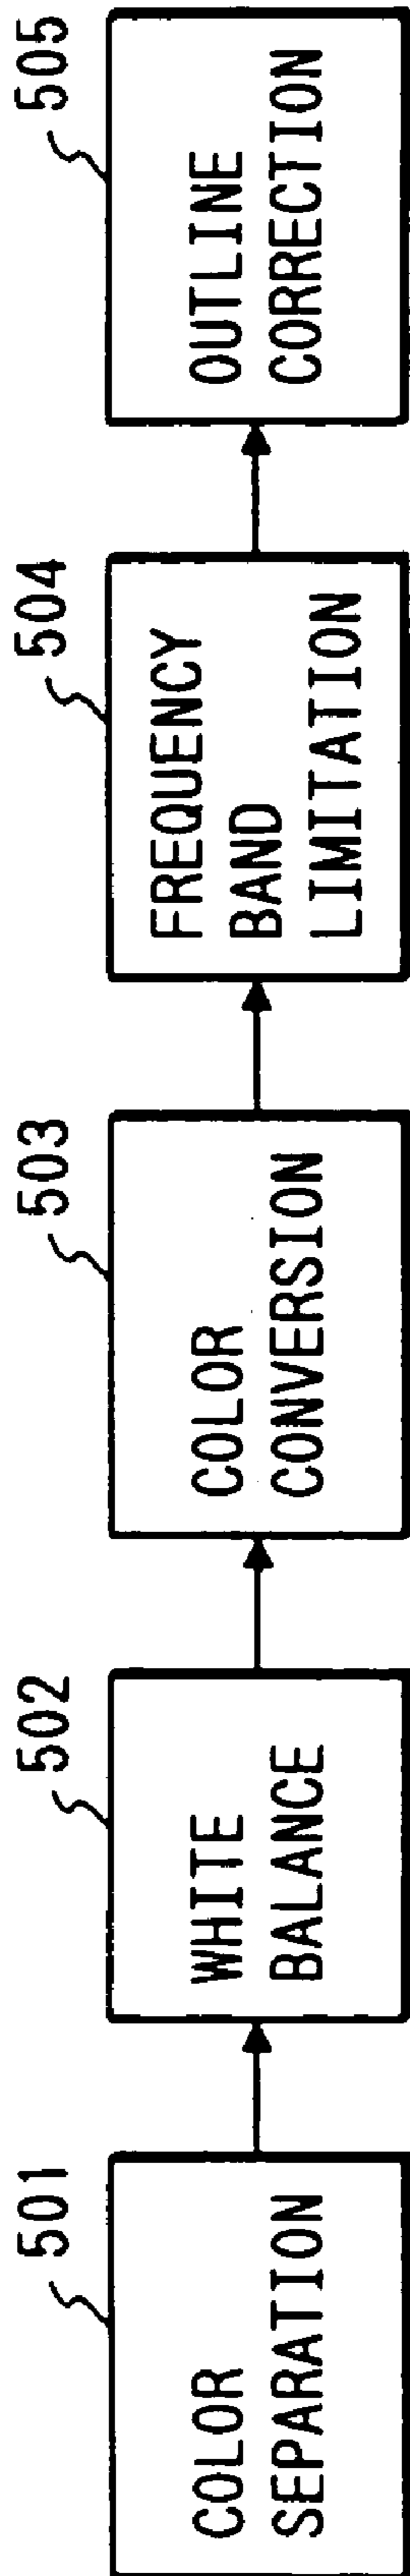 501
COLOR
SEPARATION
502
WHITE
BALANCE
503
COLOR
CONVERSION
504
FREQUENCY
BAND
LIMITATION
505
OUTLINE
CORRECTION